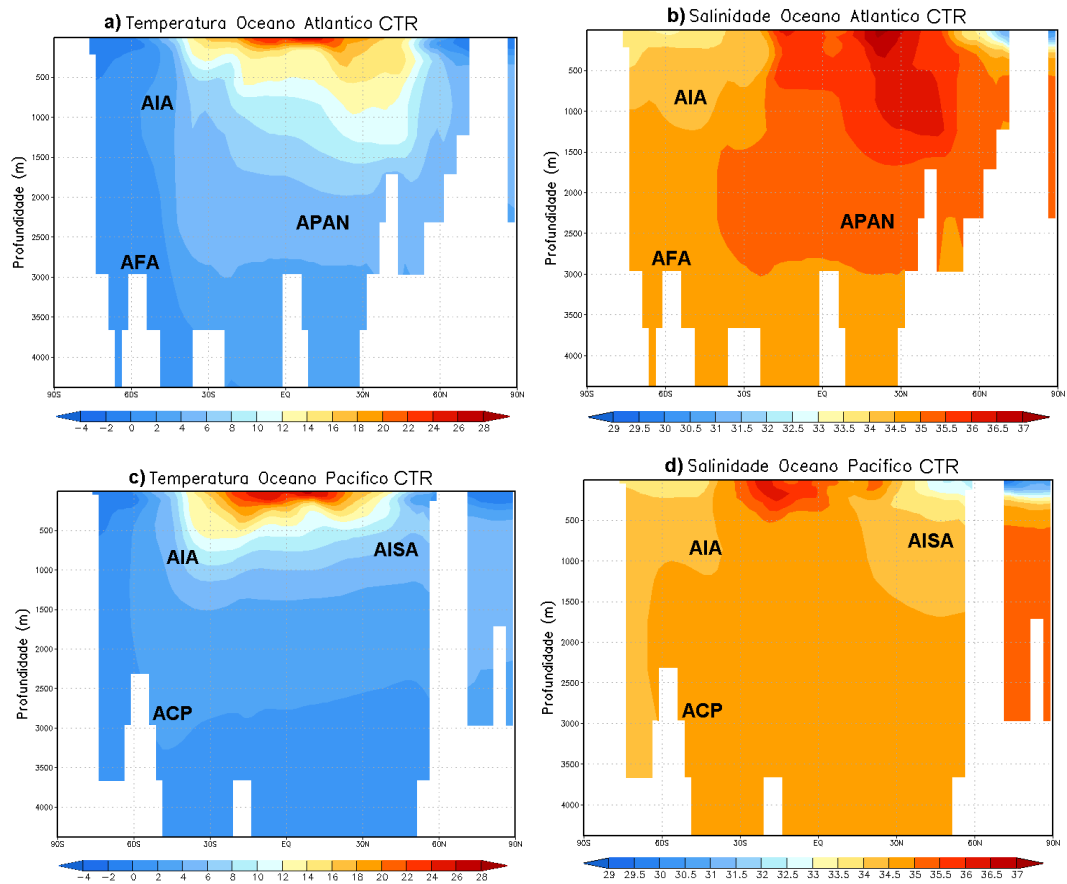 a) Temperatura Oceano Atlantico CTR
Profundidade (m)
500
1000
1500
2000
2500
3000
3500
4000
AIA
APAN
AFA
90S 60S 30S EQ 30N 60N 90N
-4 -2 0 2 4 6 8 10 12 14 16 18 20 22 24 26 28
b) Salinidade Oceano Atlantico CTR
Profundidade (m)
500
1000
1500
2000
2500
3000
3500
4000
AIA
APAN
AFA
90S 60S 30S EQ 30N 60N 90N
29 29.5 30 30.5 31 31.5 32 32.5 33 33.5 34 34.5 35 35.5 36 36.5 37
c) Temperatura Oceano Pacifico CTR
Profundidade (m)
500
1000
1500
2000
2500
3000
3500
4000
AIA
AISA
ACP
90S 60S 30S EQ 30N 60N 90N
-4 -2 0 2 4 6 8 10 12 14 16 18 20 22 24 26 28
d) Salinidade Oceano Pacifico CTR
Profundidade (m)
500
1000
1500
2000
2500
3000
3500
4000
AIA
AISA
ACP
90S 60S 30S EQ 30N 60N 90N
29 29.5 30 30.5 31 31.5 32 32.5 33 33.5 34 34.5 35 35.5 36 36.5 37